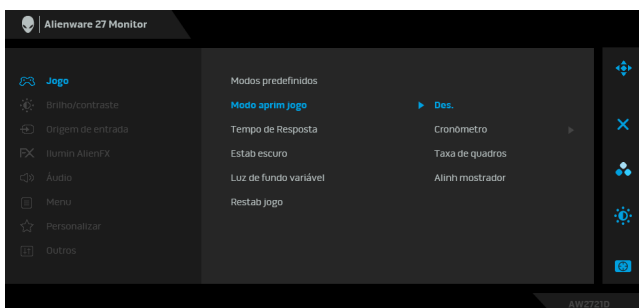 Alienware 27 Monitor
Jogo
Brilho/contraste
Origem de entrada
FX Ilumin AlienFX
Áudio
Menu
Personalizar
Outros
Modos predefinidos
Modo aprim jogo
Tempo de Resposta
Estab escuro
Luz de fundo variável
Restab jogo
Des.
Cronômetro
Taxa de quadros
Alinh mostrador
AW2721D